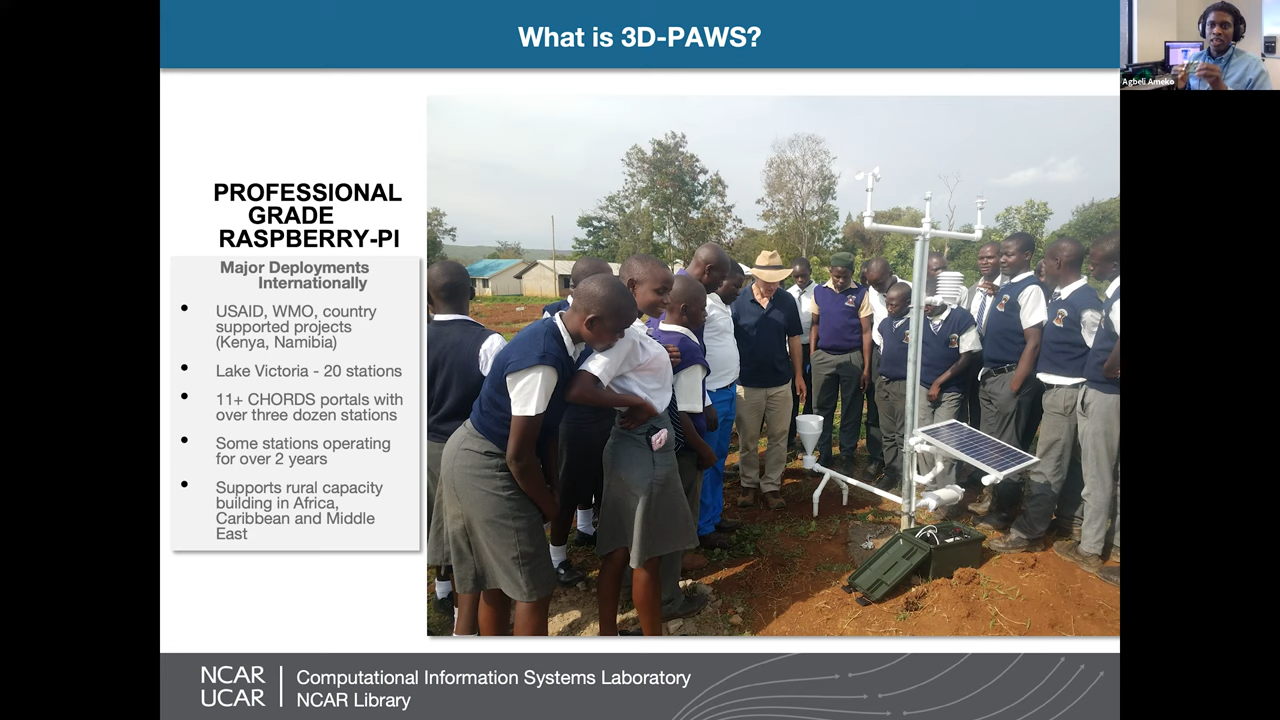 What is 3D-PAWS?
Agbeli Ameko
PROFESSIONAL
GRADE
RASPBERRY-PI
Major Deployments
Internationally
• USAID, WMO, country
supported projects
(Kenya, Namibia)
• Lake Victoria - 20 stations
• 11+ CHORDS portals with
over three dozen stations
• Some stations operating
for over 2 years
• Supports rural capacity
building in Africa,
Caribbean and Middle
East
NCAR
UCAR
Computational Information Systems Laboratory
NCAR Library